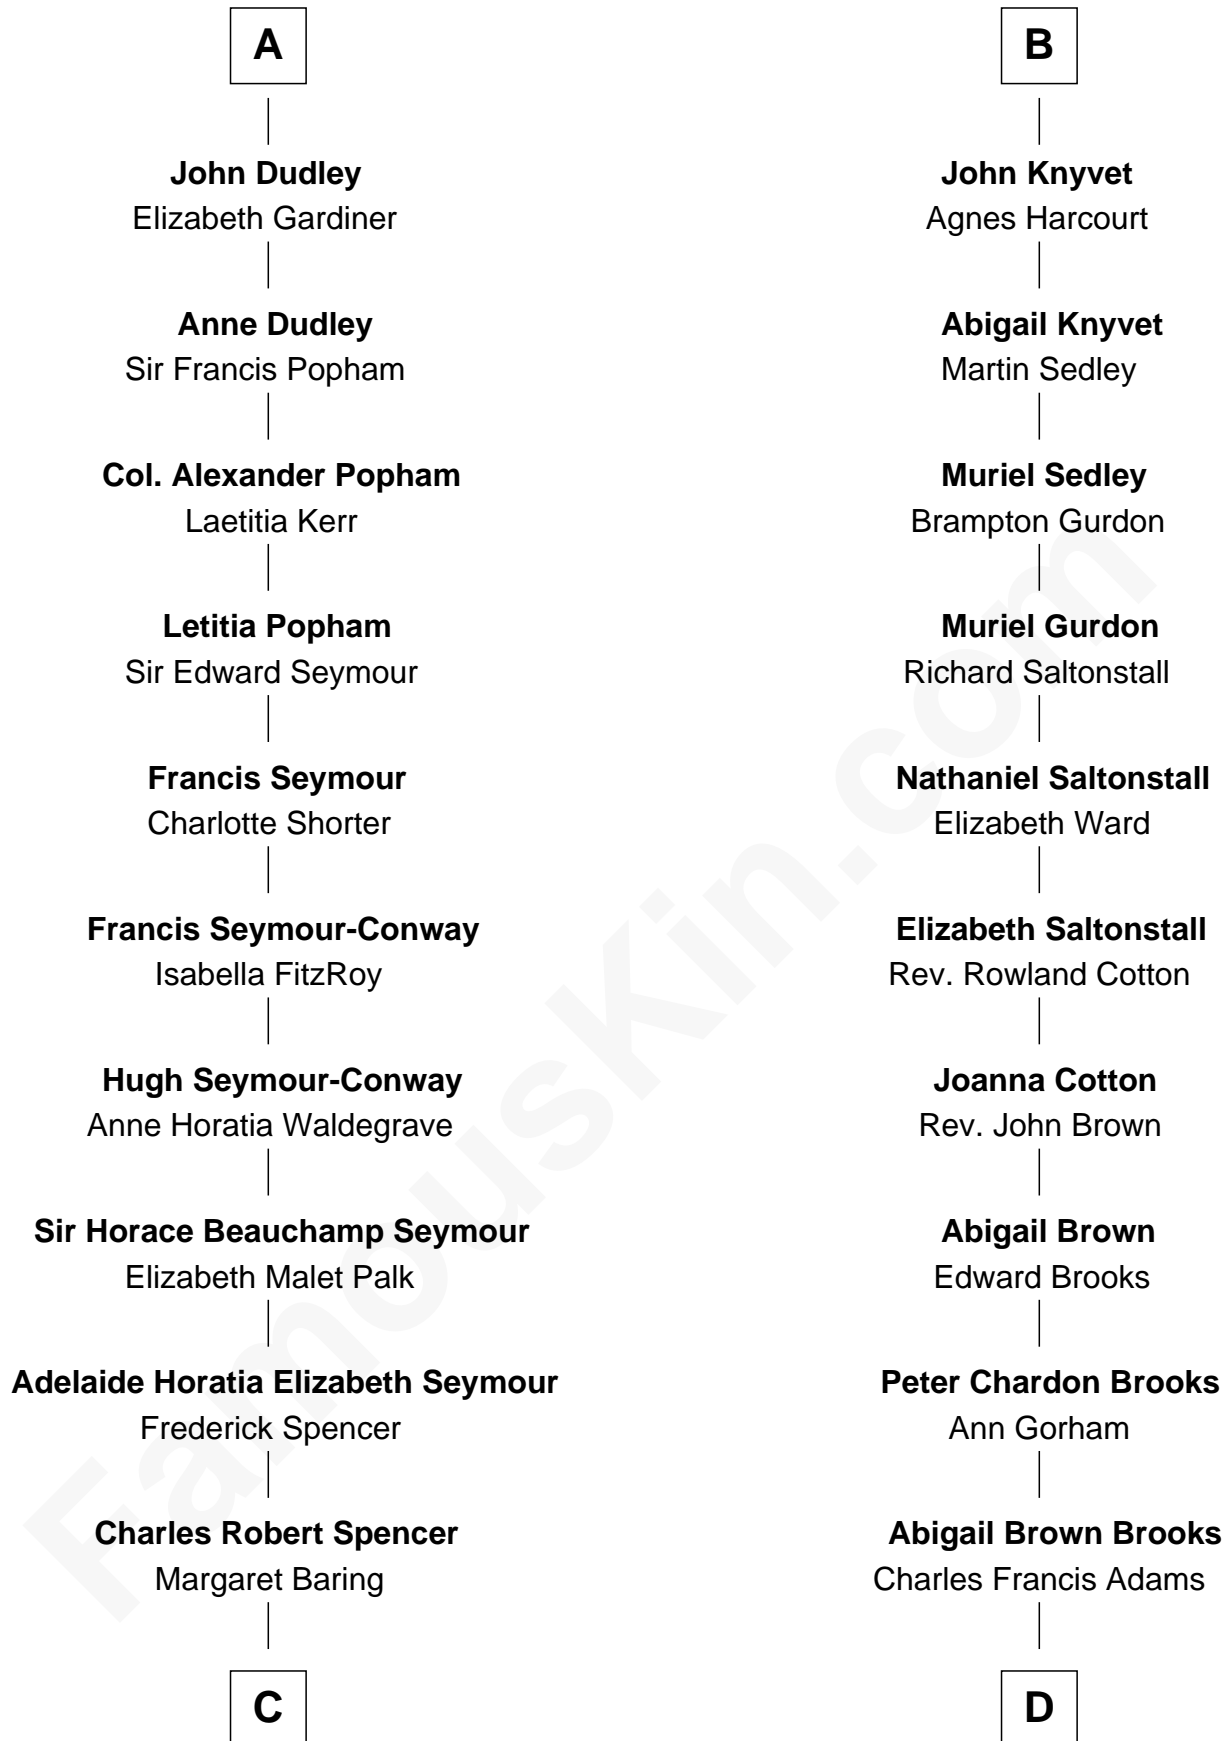 A
John Dudley
Elizabeth Gardiner
Anne Dudley
Sir Francis Popham
Col. Alexander Popham
Laetitia Kerr
Letitia Popham
Sir Edward Seymour
Francis Seymour
Charlotte Shorter
Francis Seymour-Conway
Isabella FitzRoy
Hugh Seymour-Conway
Anne Horatia Waldegrave
Sir Horace Beauchamp Seymour
Elizabeth Malet Palk
Adelaide Horatia Elizabeth Seymour
Frederick Spencer
Charles Robert Spencer
Margaret Baring
C
B
John Knyvet
Agnes Harcourt
Abigail Knyvet
Martin Sedley
Muriel Sedley
Brampton Gurdon
Muriel Gurdon
Richard Saltonstall
Nathaniel Saltonstall
Elizabeth Ward
Elizabeth Saltonstall
Rev. Rowland Cotton
Joanna Cotton
Rev. John Brown
Abigail Brown
Edward Brooks
Peter Chardon Brooks
Ann Gorham
Abigail Brown Brooks
Charles Francis Adams
D
FamousKin.com